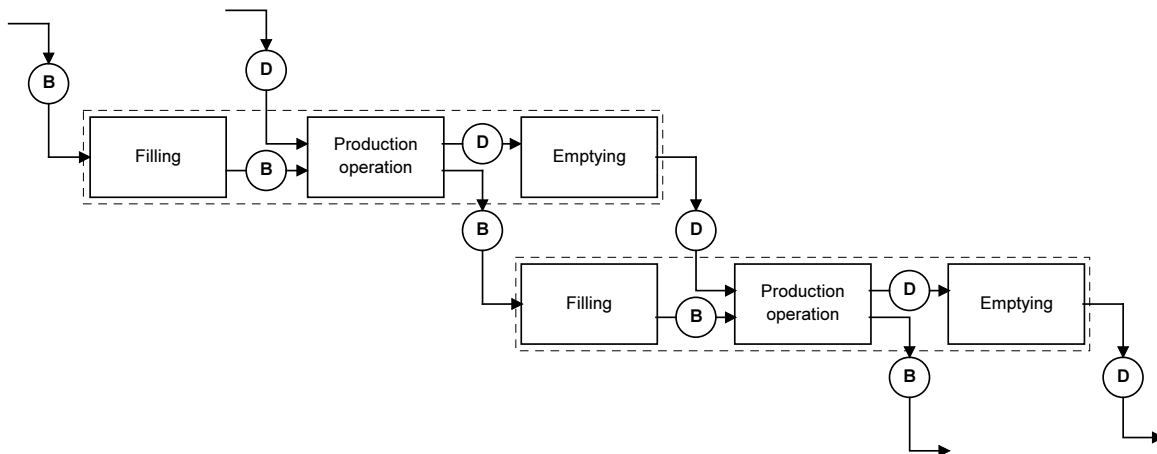 D
B
Filling
B
Production
operation
D
Emptying
B
D
Filling
B
Production
operation
D
Emptying
B
D